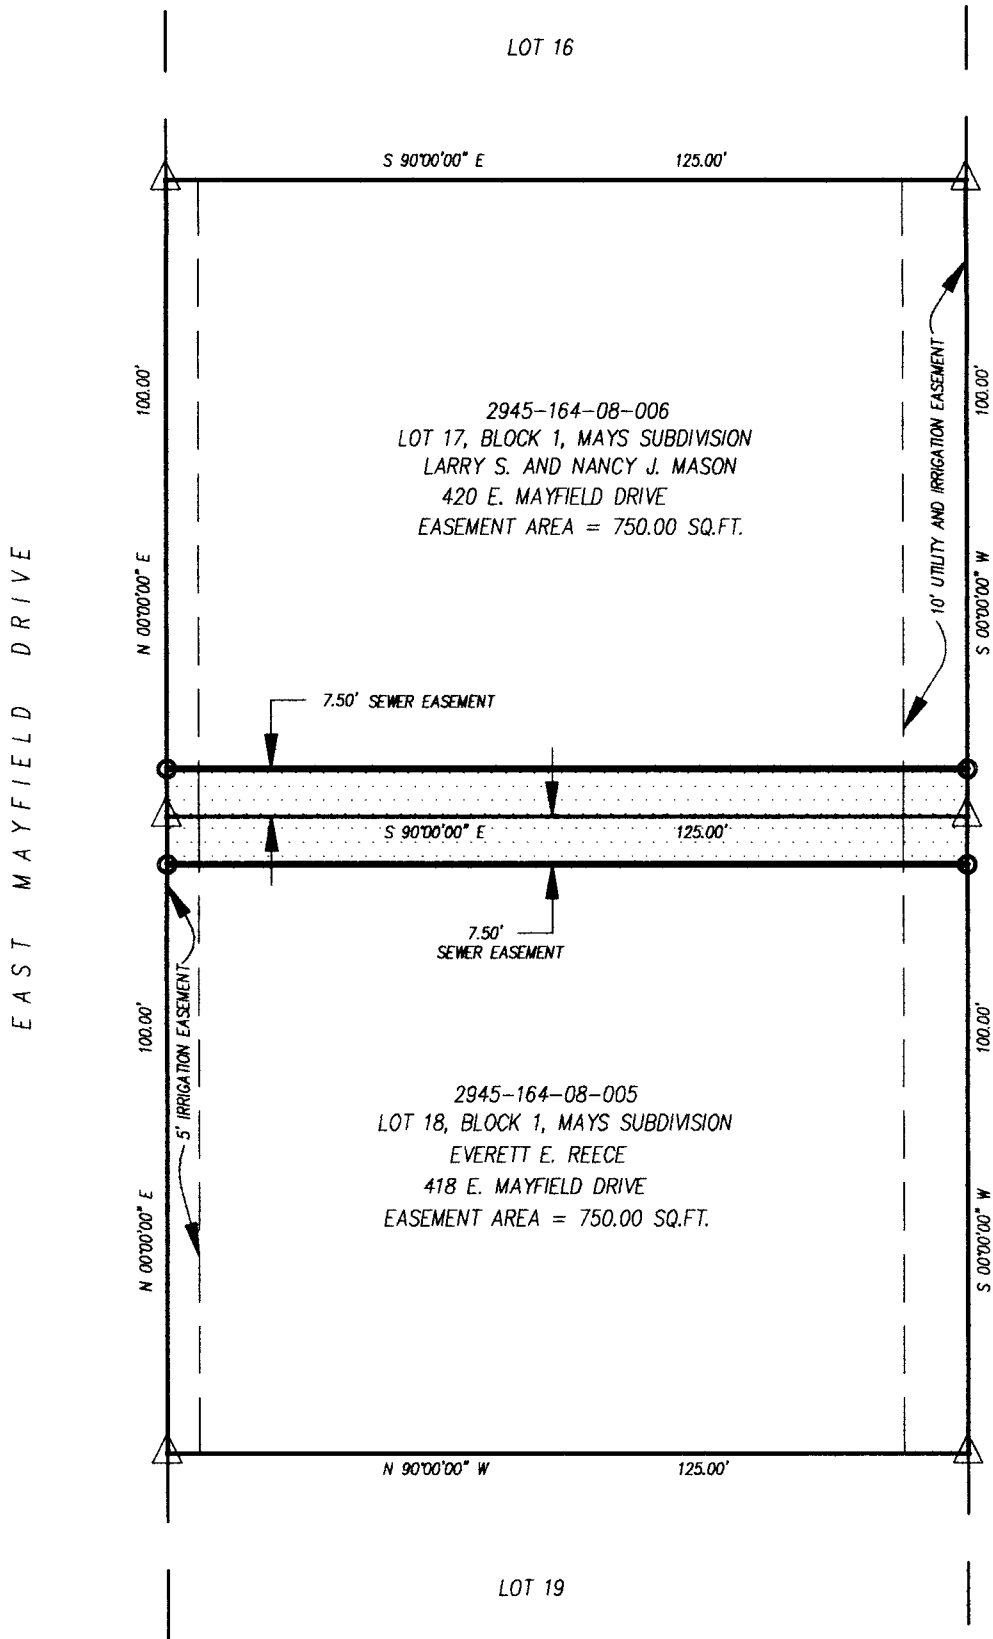 LOT 16
S 90°00'00" E 125.00'
100.00'
100.00'
N 00°00'00" E
S 00°00'00" W
10' UTILITY AND IRRIGATION EASEMENT
2945-164-08-006
LOT 17, BLOCK 1, MAYS SUBDIVISION
LARRY S. AND NANCY J. MASON
420 E. MAYFIELD DRIVE
EASEMENT AREA = 750.00 SQ.FT.
EAST MAYFIELD DRIVE
7.50' SEWER EASEMENT
S 90°00'00" E 125.00'
7.50'
SEWER EASEMENT
5' IRRIGATION EASEMENT
100.00'
100.00'
N 00°00'00" E
S 00°00'00" W
2945-164-08-005
LOT 18, BLOCK 1, MAYS SUBDIVISION
EVERETT E. REECE
418 E. MAYFIELD DRIVE
EASEMENT AREA = 750.00 SQ.FT.
N 90°00'00" W 125.00'
LOT 19